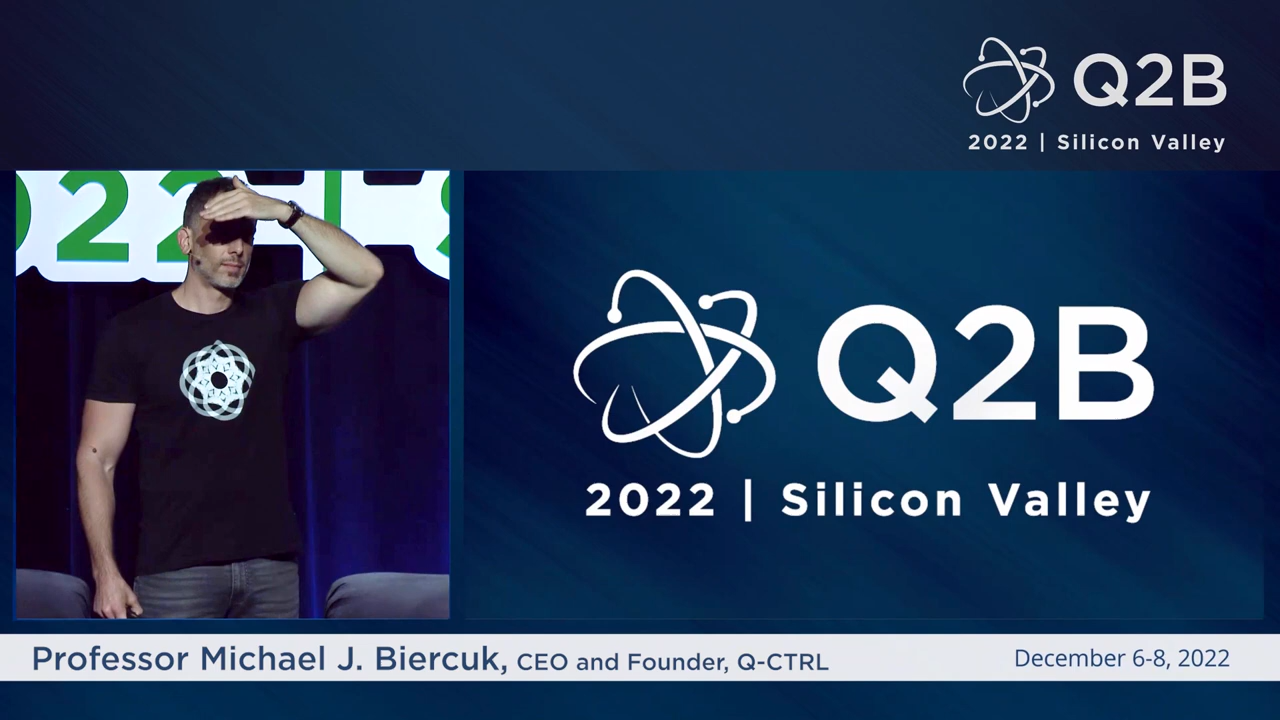 Q2B
2022 | Silicon Valley
022
Q2B
2022 | Silicon Valley
Professor Michael J. Biercuk, CEO and Founder, Q-CTRL
December 6-8, 2022